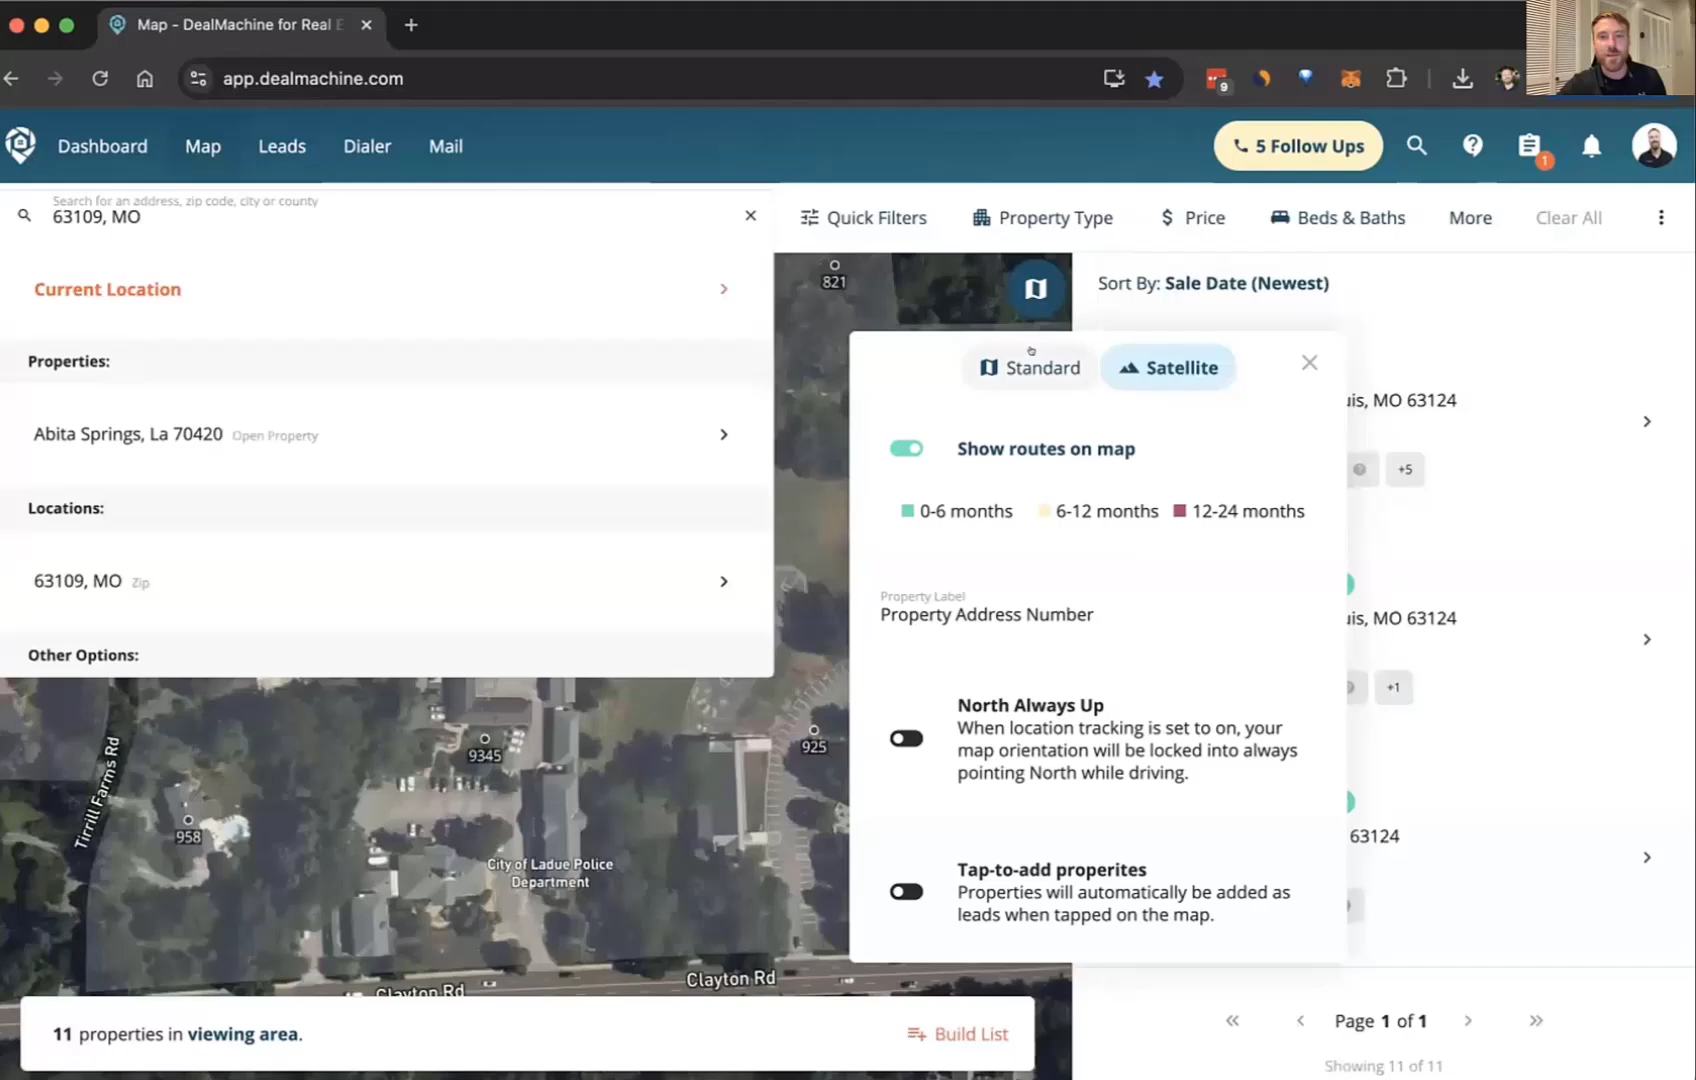 Map - DealMachine for Real E
app.dealmachine.com
9
Dashboard
Map
Leads
Dialer
Mail
5 Follow Ups
1
Search for an address, zip code, city or county
63109, MO
Quick Filters
Property Type
$ Price
Beds & Baths
More
Clear All
Current Location
Properties:
Abita Springs, La 70420 Open Property
Locations:
63109, MO Zip
Other Options:
821
Sort By: Sale Date (Newest)
Standard
Satellite
Show routes on map
0-6 months
6-12 months
12-24 months
Property Label
Property Address Number
North Always Up
When location tracking is set to on, your
map orientation will be locked into always
pointing North while driving.
Tap-to-add properites
Properties will automatically be added as
leads when tapped on the map.
uis, MO 63124
+5
uis, MO 63124
+1
63124
Tirrill Farms Rd
9345
925
958
City of Ladue Police
Department
Clayton Rd
Clayton Rd
11 properties in viewing area.
Build List
Page 1 of 1
Showing 11 of 11